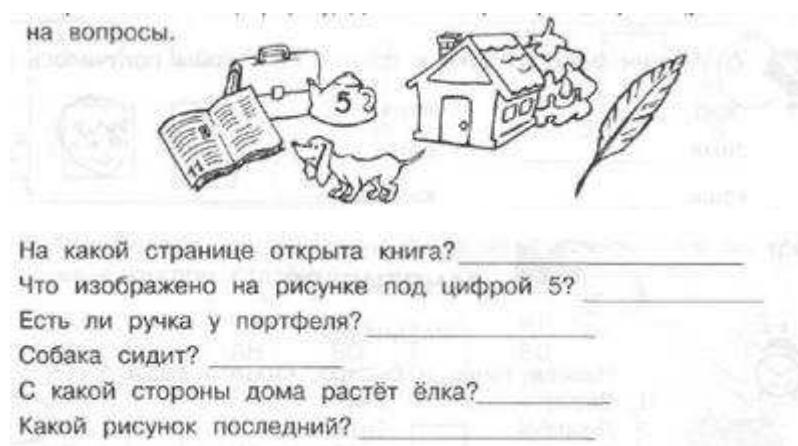 на вопросы.
5
11
На какой странице открыта книга?
Что изображено на рисунке под цифрой 5?
Есть ли ручка у портфеля?
Собака сидит?
С какой стороны дома растёт ёлка?
Какой рисунок последний?